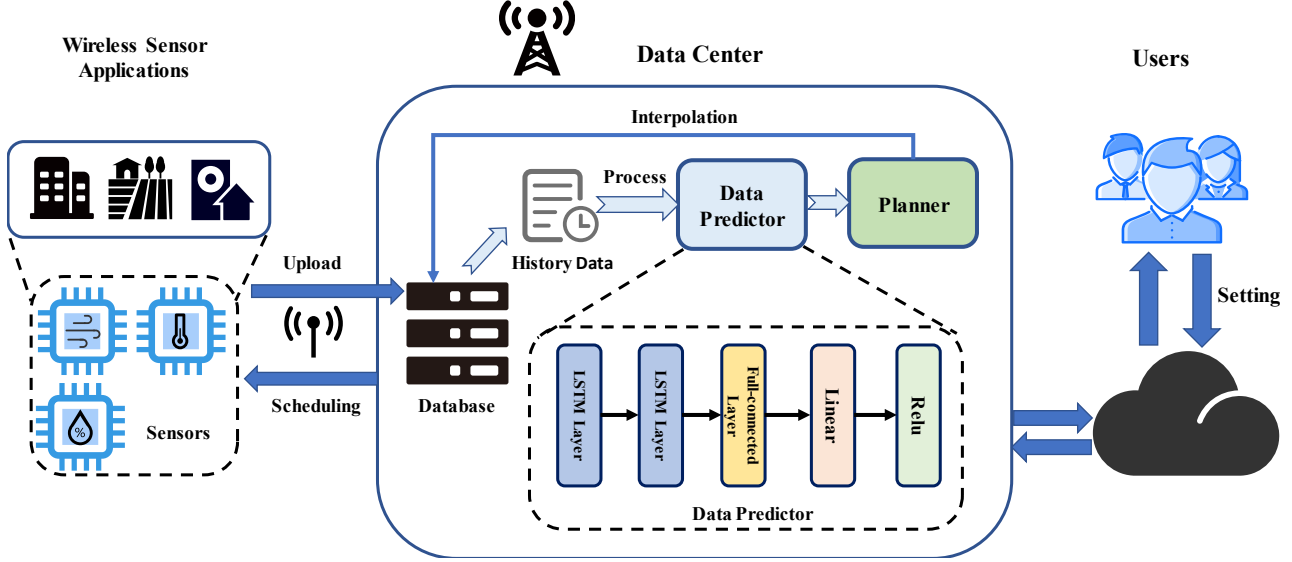 Wireless Sensor
Applications
Data Center
Users
Interpolation
Process
Data
Predictor
Planner
History Data
Upload
Setting
%
Sensors
Scheduling
Database
LSTM Layer
LSTM Layer
Full-connected
Layer
Linear
Relu
Data Predictor